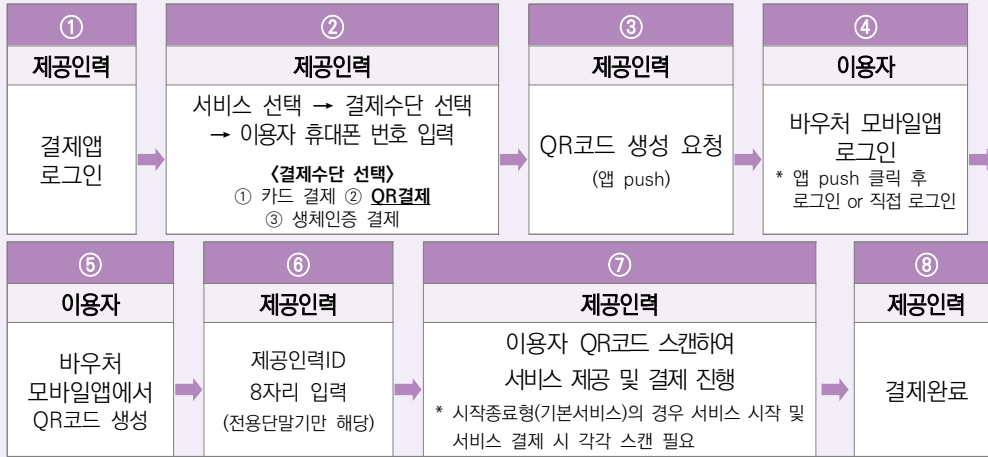 ①
제공인력
결제앱
로그인
②
제공인력
서비스 선택 → 결제수단 선택
→ 이용자 휴대폰 번호 입력
<결제수단 선택>
① 카드 결제 ② QR결제
③ 생체인증 결제
③
제공인력
QR코드 생성 요청
(앱 push)
④
이용자
바우처 모바일앱
로그인
* 앱 push 클릭 후
로그인 or 직접 로그인
⑤
이용자
바우처
모바일앱에서
QR코드 생성
⑥
제공인력
제공인력ID
8자리 입력
(전용단말기만 해당)
⑦
제공인력
이용자 QR코드 스캔하여
서비스 제공 및 결제 진행
* 시작종료형(기본서비스)의 경우 서비스 시작 및
서비스 결제 시 각각 스캔 필요
⑧
제공인력
결제완료